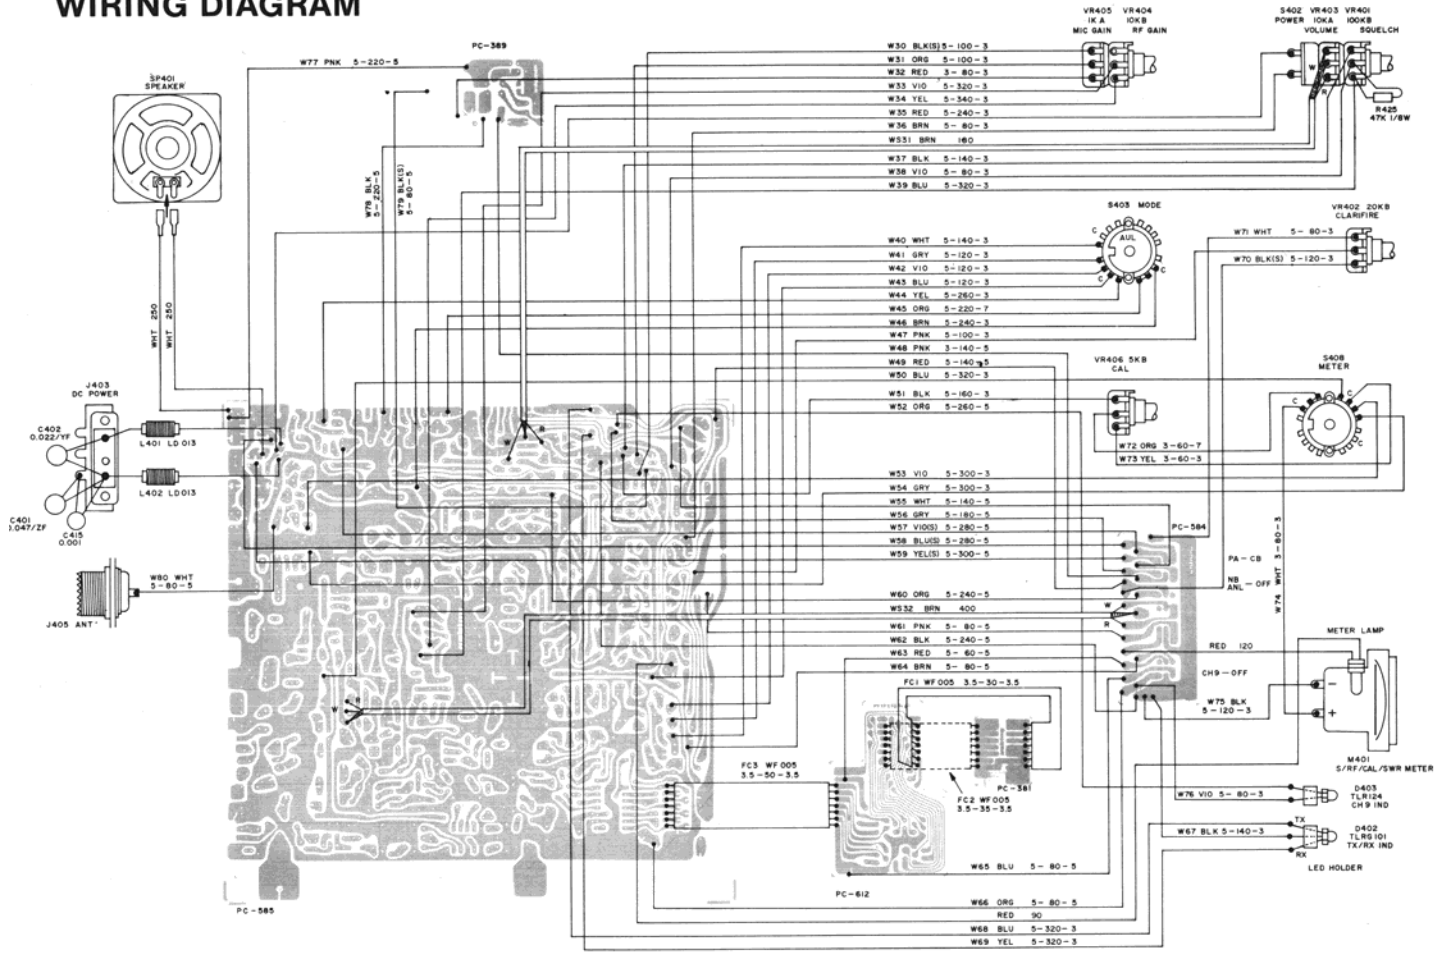 WIRING DIAGRAM
VR405
1K A
MIC GAIN
VR404
10KB
RF GAIN
S402
POWER
VR403
10KA
VOLUME
VR401
100KB
SQUELCH
PC-389
W77 PNK 5-220-5
SP401
SPEAKER
W30 BLK(S) 5-100-3
W31 ORG 5-100-3
W32 RED 3-80-3
W33 VIO 5-320-3
W34 YEL 5-340-3
W35 RED 5-240-3
W36 BRN 5-80-3
WS31 BRN 160
W37 BLK 5-140-3
W38 VIO 5-80-3
W39 BLU 5-320-3
W
R
R425
47K 1/8W
W78 BLK
5-220-5
W79 BLK(S)
5-80-5
S403 MODE
AUL
C
C
C
VR402 20KB
CLARIFIRE
W71 WHT 5-80-3
W70 BLK(S) 5-120-3
W40 WHT 5-140-3
W41 GRY 5-120-3
W42 VIO 5-120-3
W43 BLU 5-120-3
W44 YEL 5-260-3
W45 ORG 5-220-7
W46 BRN 5-240-3
W47 PNK 5-100-3
W48 PNK 3-140-5
W49 RED 5-140-5
W50 BLU 5-320-3
W51 BLK 5-160-3
W52 ORG 5-260-5
WHT 250
WHT 250
VR406 5KB
CAL
S408
METER
C
C
C
J403
DC POWER
C402
0.022/YF
L401 LD013
L402 LD013
C401
0.047/ZF
C415
0.001
W
R
W72 ORG 3-60-7
W73 YEL 3-60-3
W53 VIO 5-300-3
W54 GRY 5-300-3
W55 WHT 5-140-5
W56 GRY 5-180-5
W57 VIO(S) 5-280-5
W58 BLU(S) 5-280-5
W59 YEL(S) 5-300-5
PC-584
PA-CB
NB
ANL-OFF
W74 WHT 3-80-3
W80 WHT
5-80-5
J405 ANT
W60 ORG 5-240-5
WS32 BRN 400
W61 PNK 5-80-5
W62 BLK 5-240-5
W63 RED 5-60-5
W64 BRN 5-80-5
W
R
RED 120
METER LAMP
CH9-OFF
FC1 WF005 3.5-30-3.5
W75 BLK
5-120-3
−
+
M401
S/RF/CAL/SWR METER
W
R
FC3 WF005
3.5-50-3.5
PC-381
FC2 WF005
3.5-35-3.5
W76 VIO 5-80-3
D403
TLR124
CH9 IND
TX
W67 BLK 5-140-3
RX
D402
TLRG101
TX/RX IND
LED HOLDER
W65 BLU 5-80-5
PC-612
PC-585
W66 ORG 5-80-5
RED 90
W68 BLU 5-320-3
W69 YEL 5-320-3